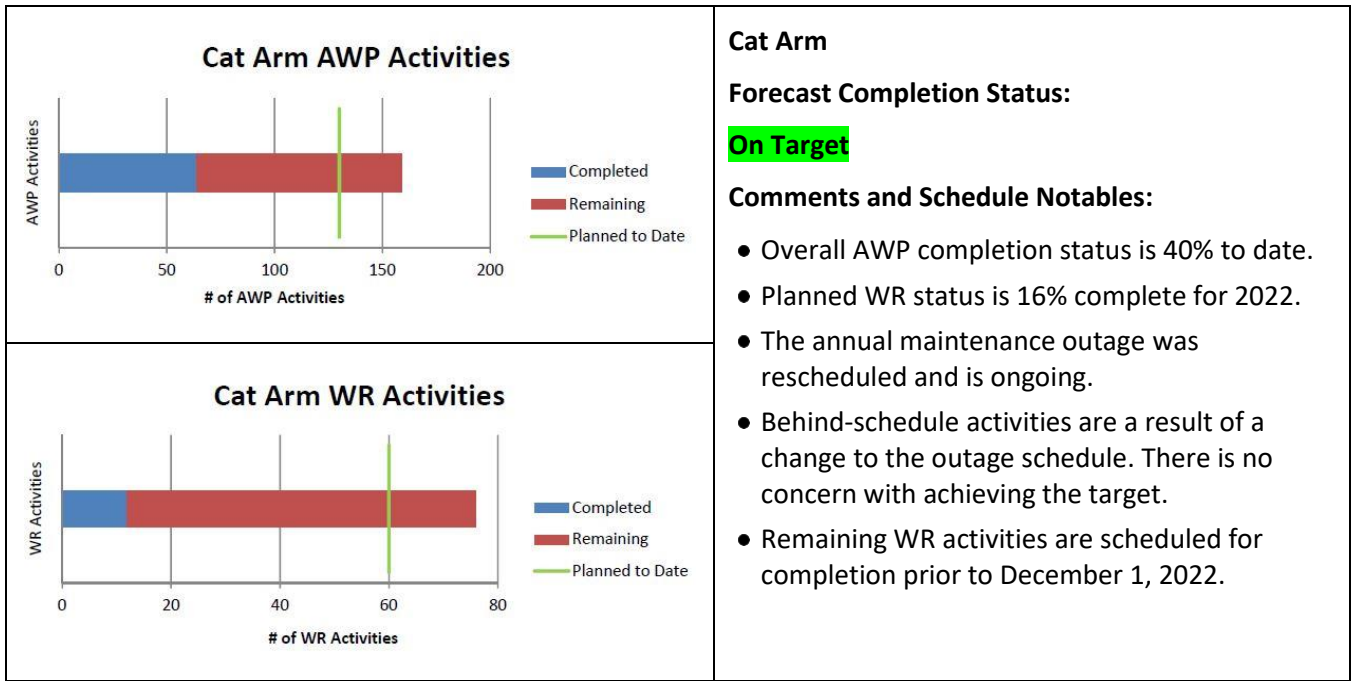 Cat Arm AWP Activities
AWP Activities
Completed
Remaining
Planned to Date
0 50 100 150 200
# of AWP Activities
Cat Arm WR Activities
WR Activities
Completed
Remaining
Planned to Date
0 20 40 60 80
# of WR Activities
Cat Arm
Forecast Completion Status:
On Target
Comments and Schedule Notables:
● Overall AWP completion status is 40% to date.
● Planned WR status is 16% complete for 2022.
● The annual maintenance outage was
rescheduled and is ongoing.
● Behind-schedule activities are a result of a
change to the outage schedule. There is no
concern with achieving the target.
● Remaining WR activities are scheduled for
completion prior to December 1, 2022.